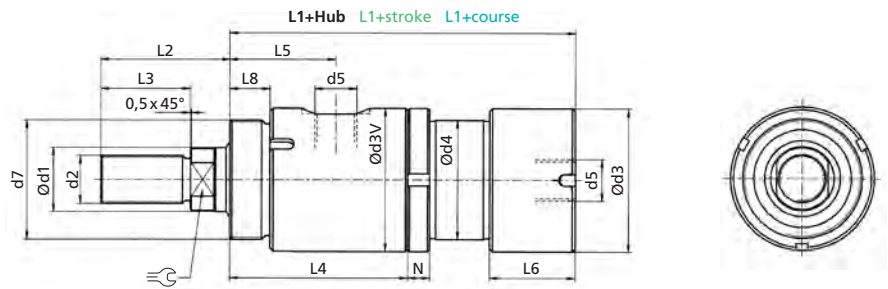 L1+Hub L1+stroke L1+course
L2 L5
L3 L8 d5
0,5 x 45°
d7 Ød1 d2 Ød3V Ød4 d5 Ød3
L4 N L6